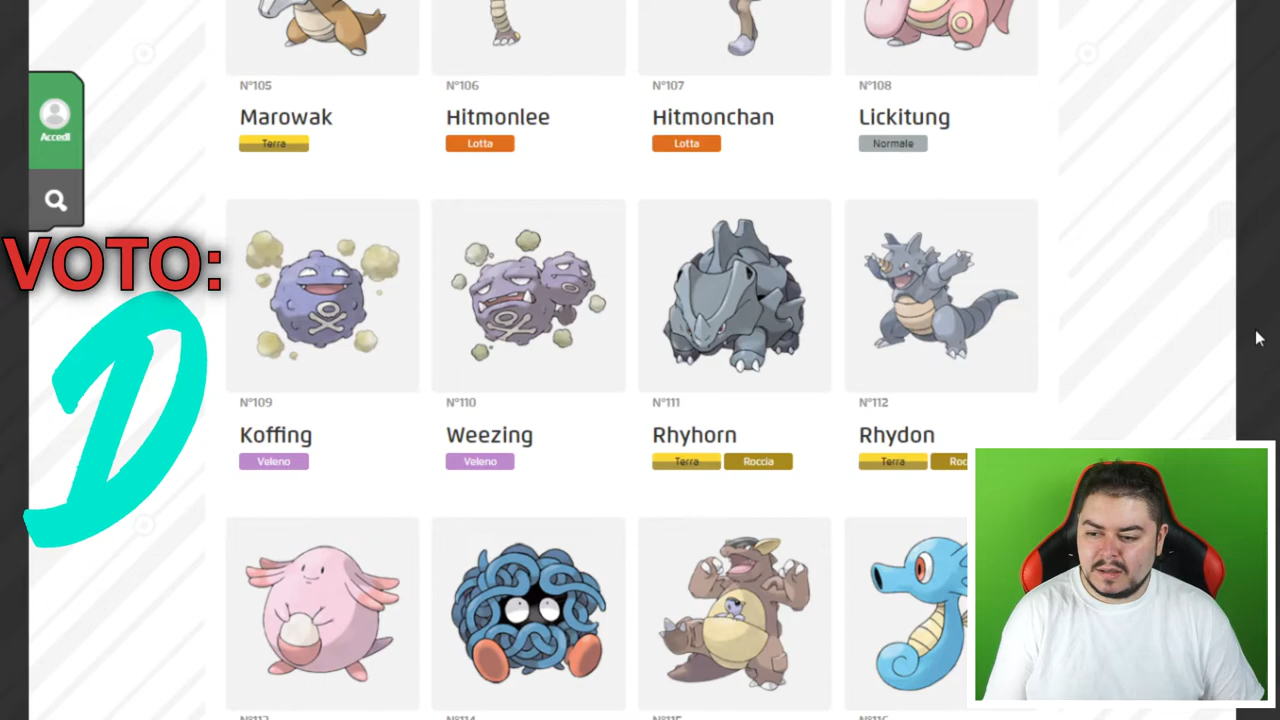 N°105
N°106
N°107
N°108
Marowak
Hitmonlee
Hitmonchan
Lickitung
Terra
Lotta
Lotta
Normale
Accedi
VOTO:
D
N°109
N°110
N°111
N°112
Koffing
Weezing
Rhyhorn
Rhydon
Veleno
Veleno
Terra
Roccia
Terra